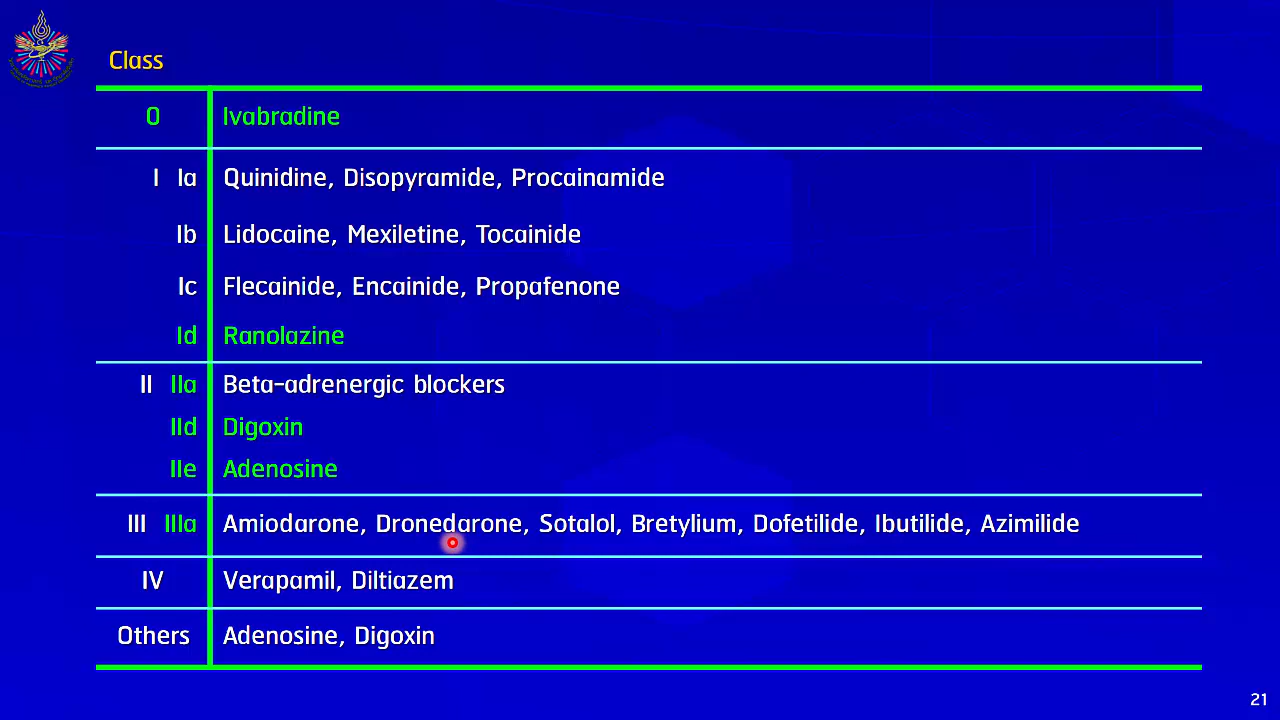 Class
0 Ivabradine
I Ia Quinidine, Disopyramide, Procainamide
Ib Lidocaine, Mexiletine, Tocainide
Ic Flecainide, Encainide, Propafenone
Id Ranolazine
II IIa Beta-adrenergic blockers
IId Digoxin
IIe Adenosine
III IIIa Amiodarone, Dronedarone, Sotalol, Bretylium, Dofetilide, Ibutilide, Azimilide
IV Verapamil, Diltiazem
Others Adenosine, Digoxin
21